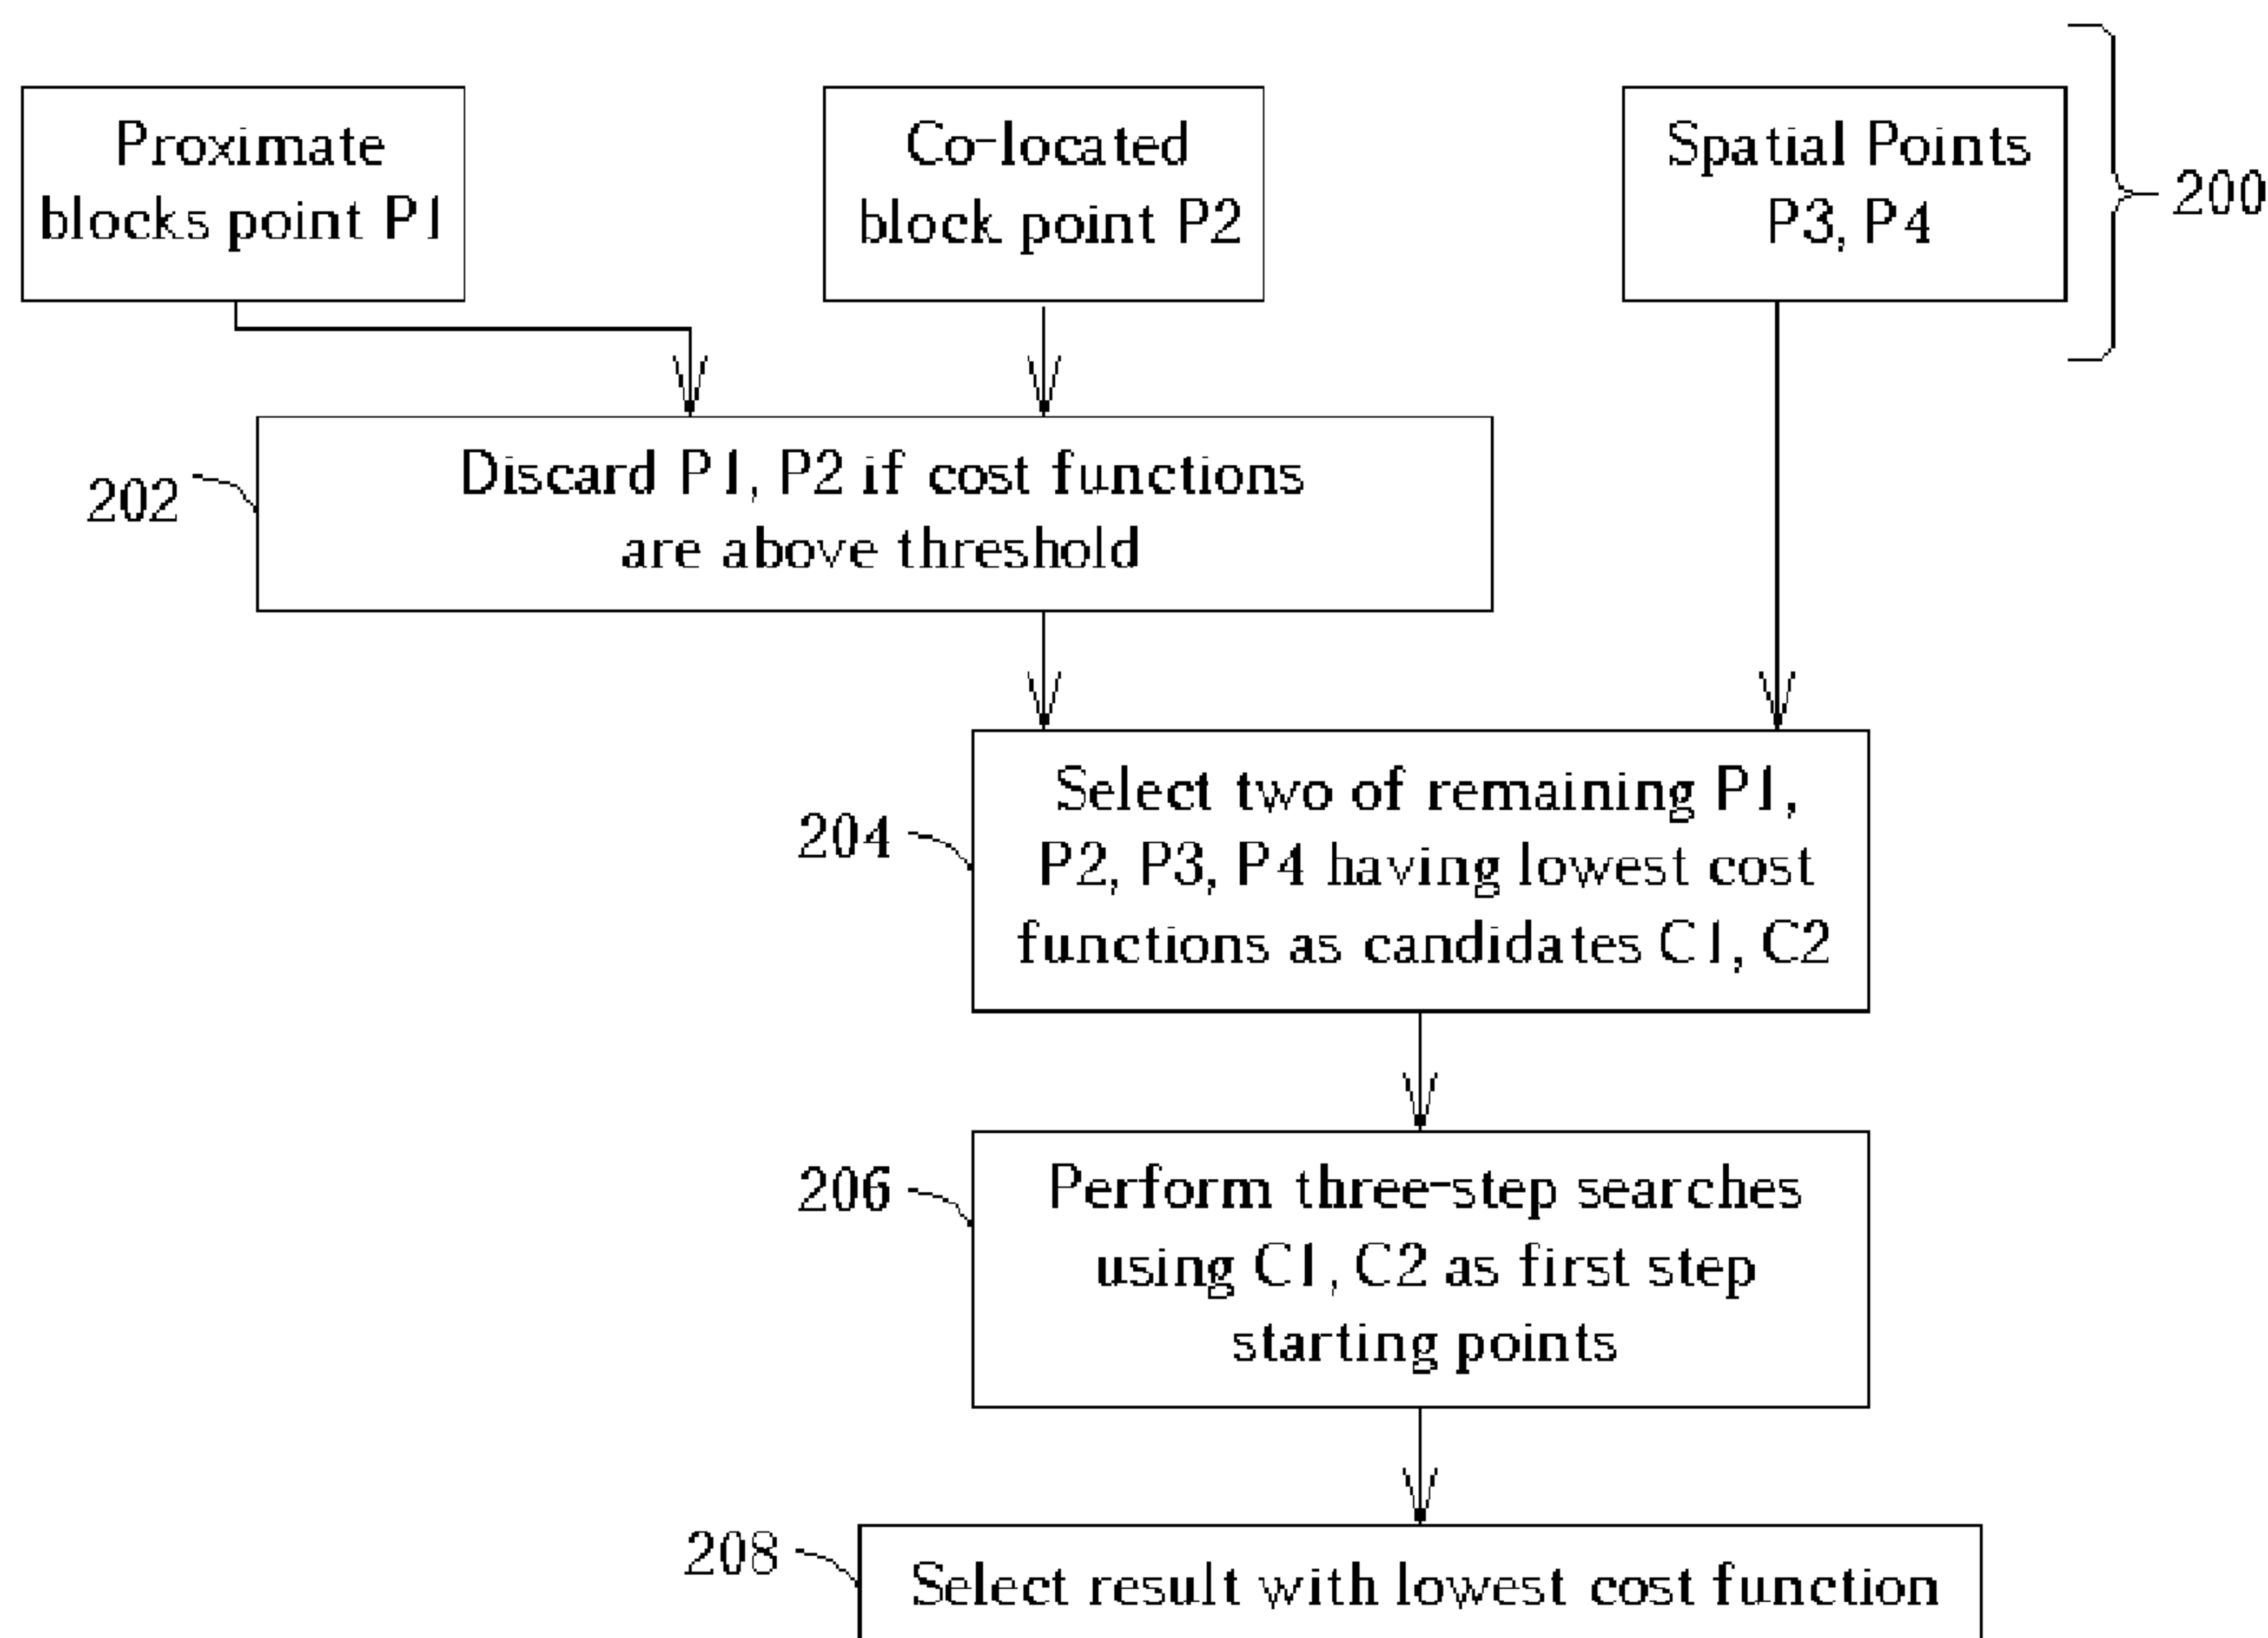 Proximate
blocks point P1
Co-located
block point P2
Spatial Points
P3, P4
200
202
Discard P1, P2 if cost functions
are above threshold
204
Select two of remaining P1,
P2, P3, P4 having lowest cost
functions as candidates C1, C2
206
Perform three-step searches
using C1, C2 as first step
starting points
208
Select result with lowest cost function